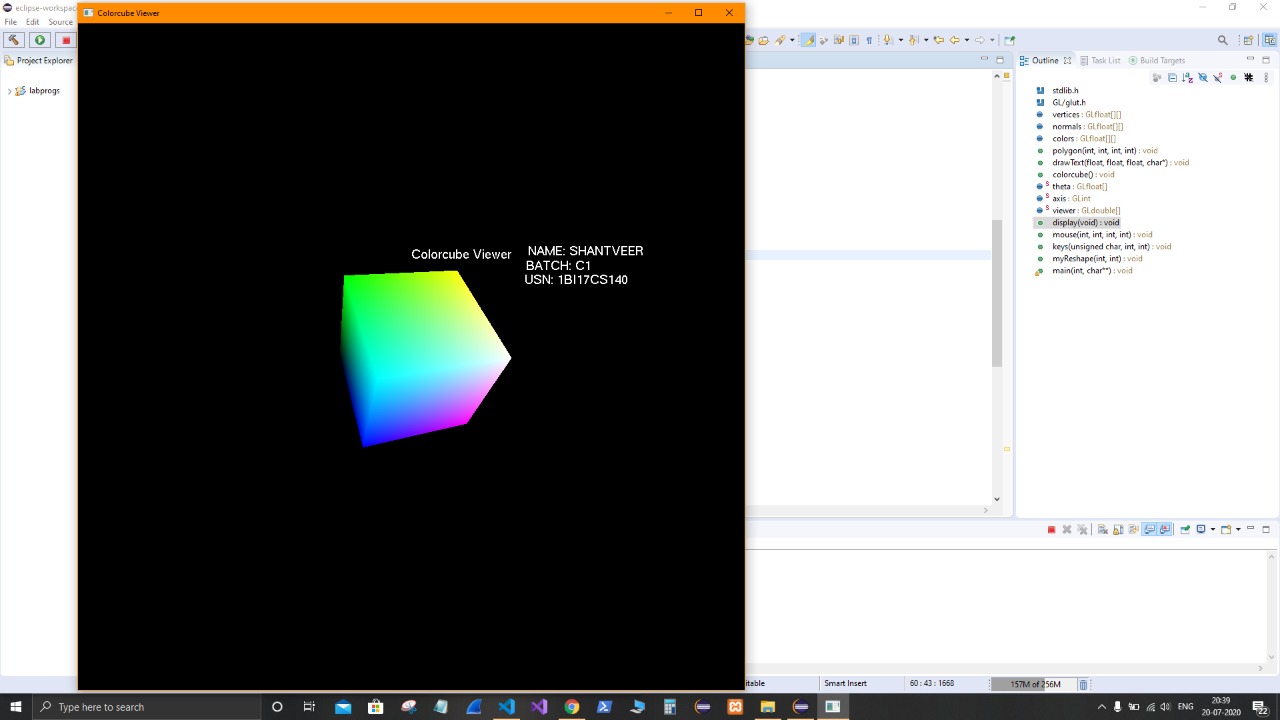 eclipse-workspac
Colorcube Viewer
File Edit Source
Project Explorer
labprogs
Colorcube Viewer
NAME: SHANTVEER
BATCH: C1
USN: 1BI17CS140
Outline
Task List
Build Targets
stdlib.h
GL/glut.h
vertices : GLfloat[][]
normals : GLfloat[][]
colors : GLfloat[][]
polygon(int, int, int, int) : void
drawText(float, float, float, char*) : void
colorcube() : void
theta : GLfloat[]
axis : GLint
viewer : GLdouble[]
display(void) : void
mouse(int, int, int, int) : void
keys(unsigned char, int, int) : void
myReshape(int, int) : void
main(int, char**) : void
itable
Smart Insert
60 : 43 : 1668
157M of 256M
Type here to search
ENG
20:39
20-07-2020